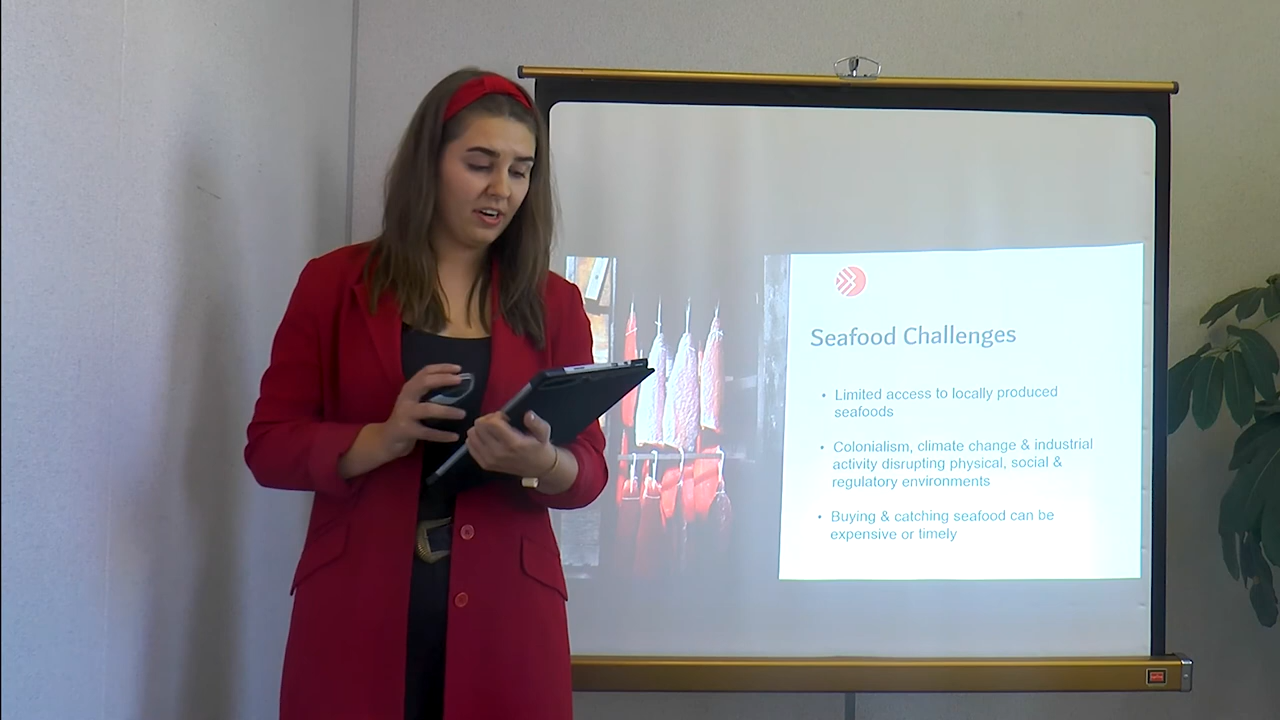 Seafood Challenges
• Limited access to locally produced
seafoods
• Colonialism, climate change & industrial
activity disrupting physical, social &
regulatory environments
• Buying & catching seafood can be
expensive or timely